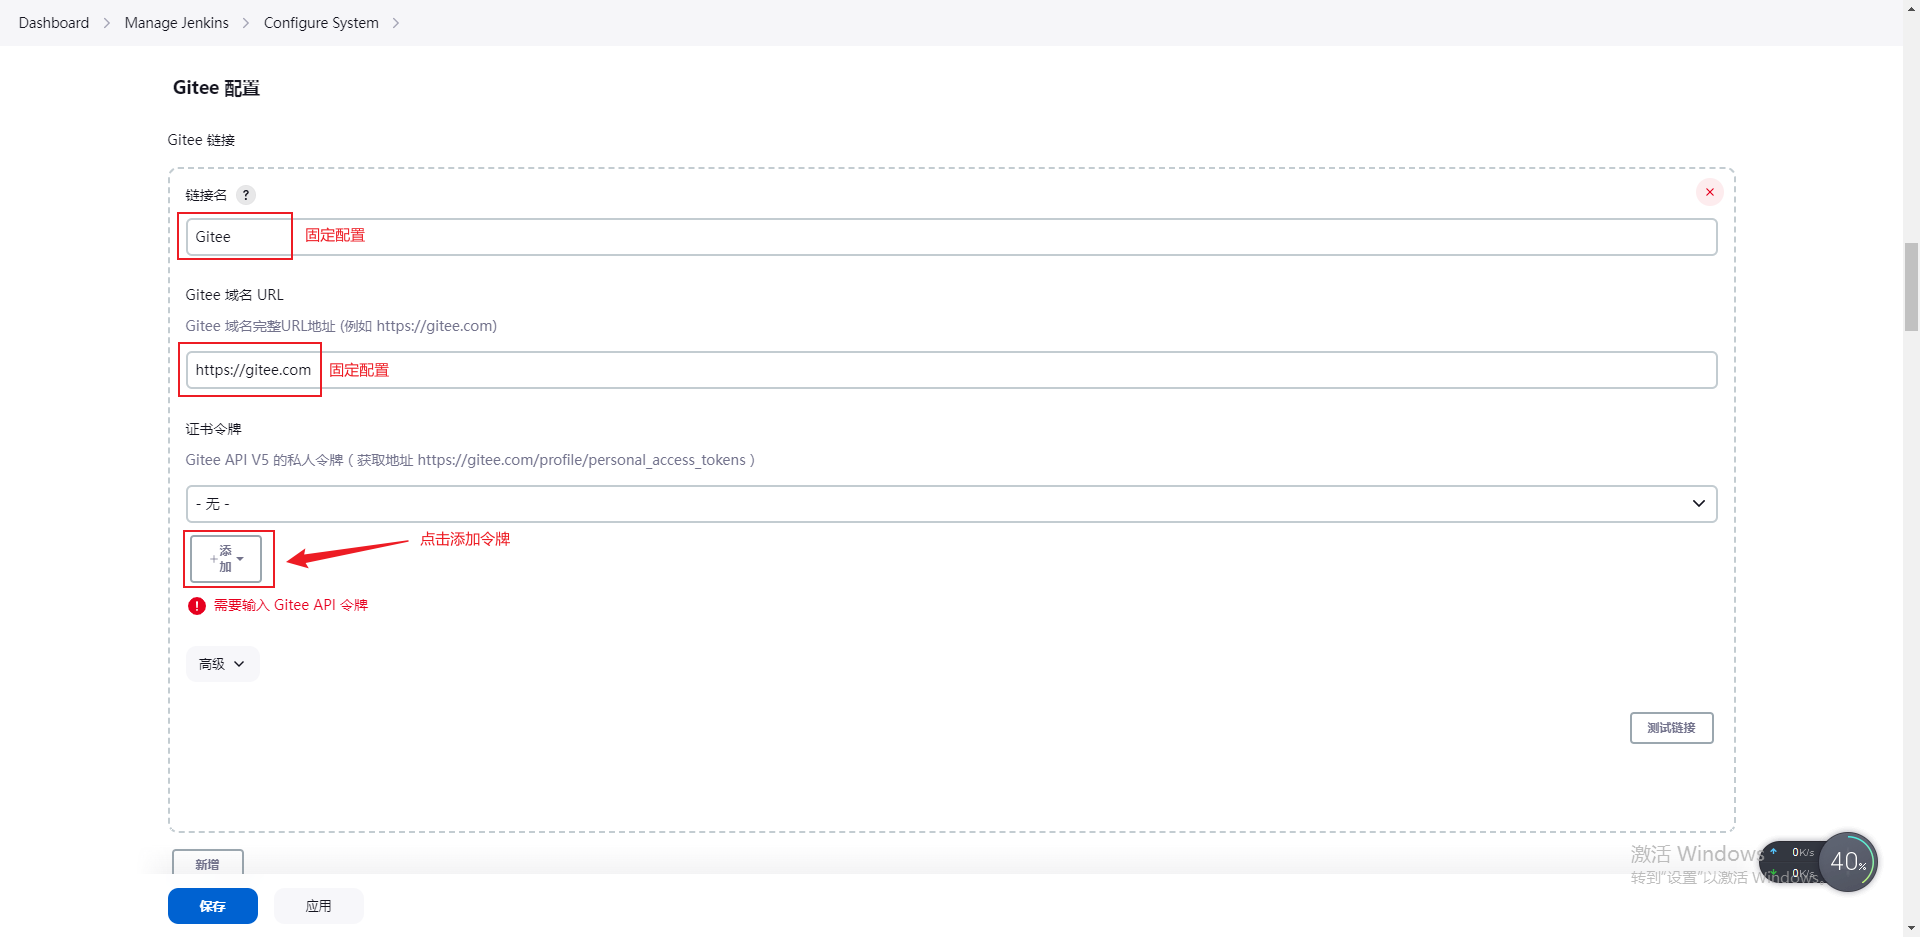 Dashboard > Manage Jenkins > Configure System >
Gitee 配置
Gitee 链接
链接名 ?
Gitee 固定配置
Gitee 域名 URL
Gitee 域名完整URL地址 (例如 https://gitee.com)
https://gitee.com 固定配置
证书令牌
Gitee API V5 的私人令牌 ( 获取地址 https://gitee.com/profile/personal_access_tokens )
- 无 -
点击添加令牌
+添
加
需要输入 Gitee API 令牌
高级
测试链接
新增
激活 Windows
转到"设置"以激活 Windows。
0K/s
0K/s
40%
保存
应用